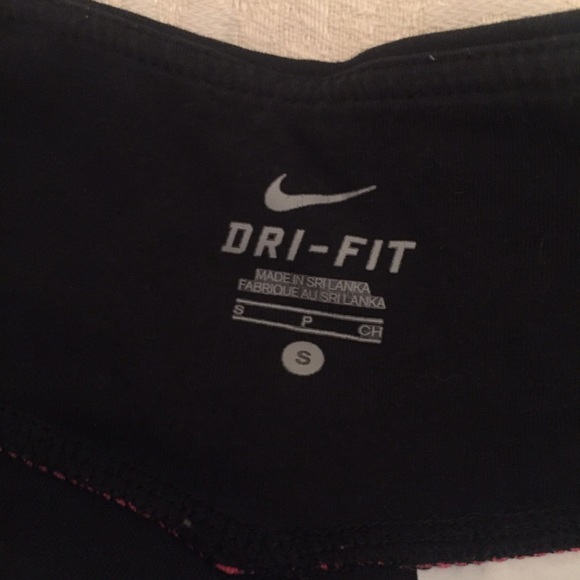 DRI-FIT
MADE IN SRI LANKA
FABRIQUE AU SRI LANKA
S P CH
S